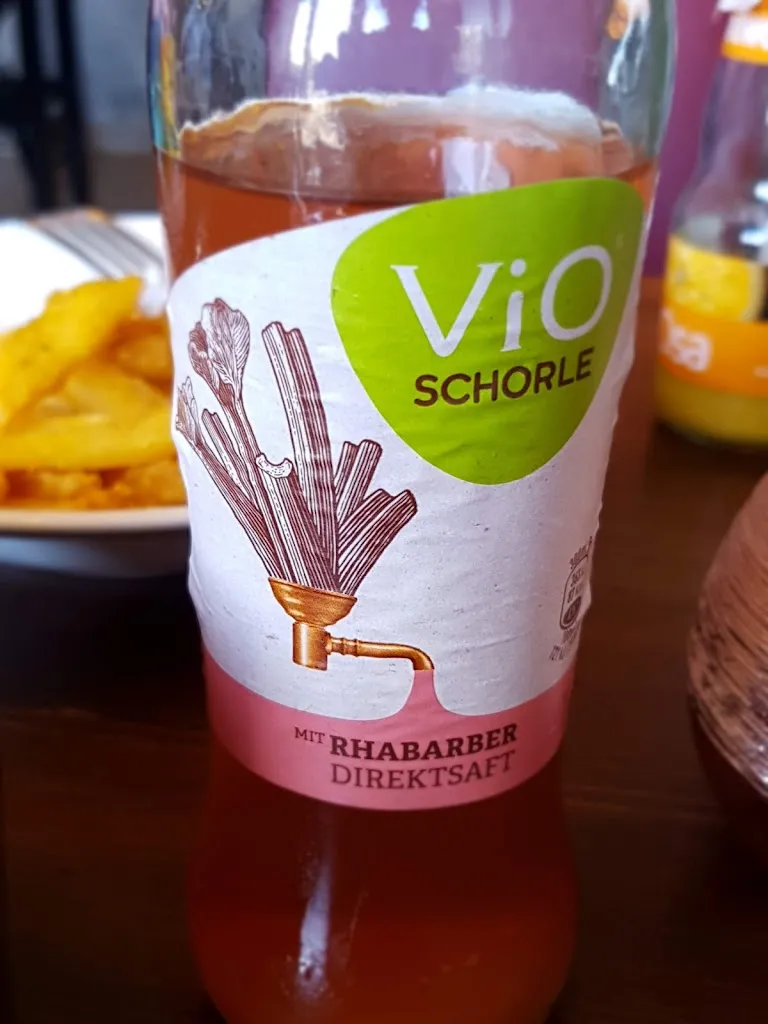 ViO
SCHORLE
MIT RHABARBER
DIREKTSAFT